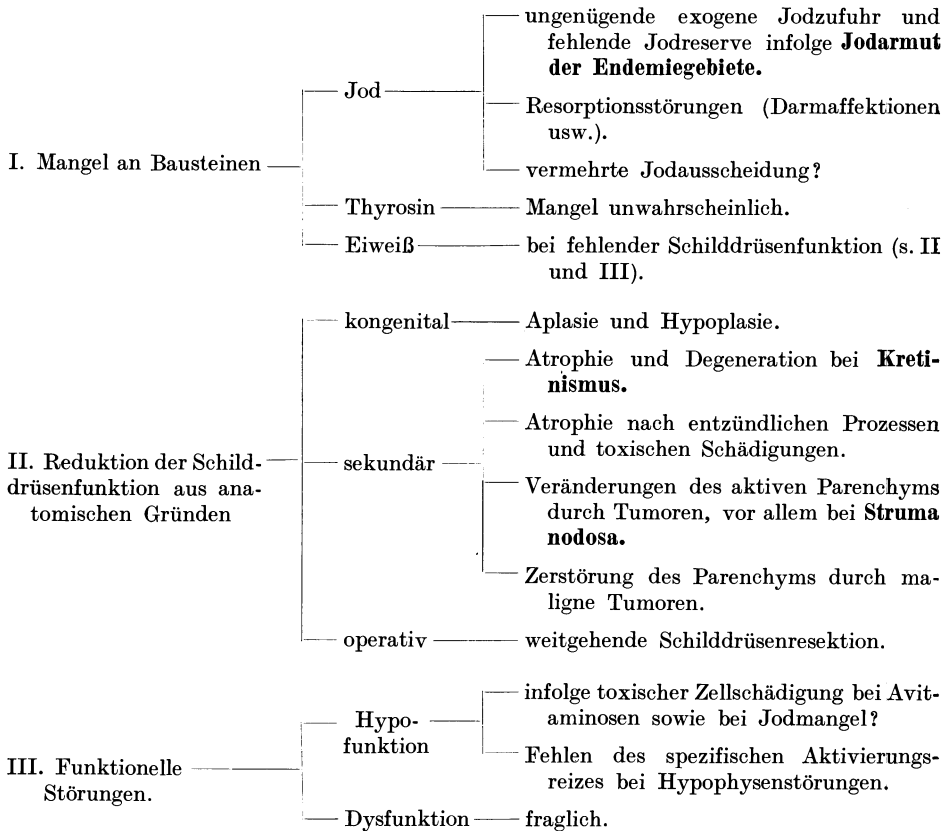 ungenügende exogene Jodzufuhr und
fehlende Jodreserve infolge Jodarmut
der Endemiegebiete.
Jod
Resorptionsstörungen (Darmaffektionen
usw.).
I. Mangel an Bausteinen
vermehrte Jodausscheidung?
Thyrosin
Mangel unwahrscheinlich.
Eiweiß
bei fehlender Schilddrüsenfunktion (s. II
und III).
kongenital
Aplasie und Hypoplasie.
Atrophie und Degeneration bei Kreti-
nismus.
Atrophie nach entzündlichen Prozessen
und toxischen Schädigungen.
II. Reduktion der Schild-
drüsenfunktion aus ana-
tomischen Gründen
sekundär
Veränderungen des aktiven Parenchyms
durch Tumoren, vor allem bei Struma
nodosa.
Zerstörung des Parenchyms durch ma-
ligne Tumoren.
operativ
weitgehende Schilddrüsenresektion.
infolge toxischer Zellschädigung bei Avit-
aminosen sowie bei Jodmangel?
Hypo-
funktion
Fehlen des spezifischen Aktivierungs-
reizes bei Hypophysenstörungen.
III. Funktionelle
Störungen.
Dysfunktion
fraglich.